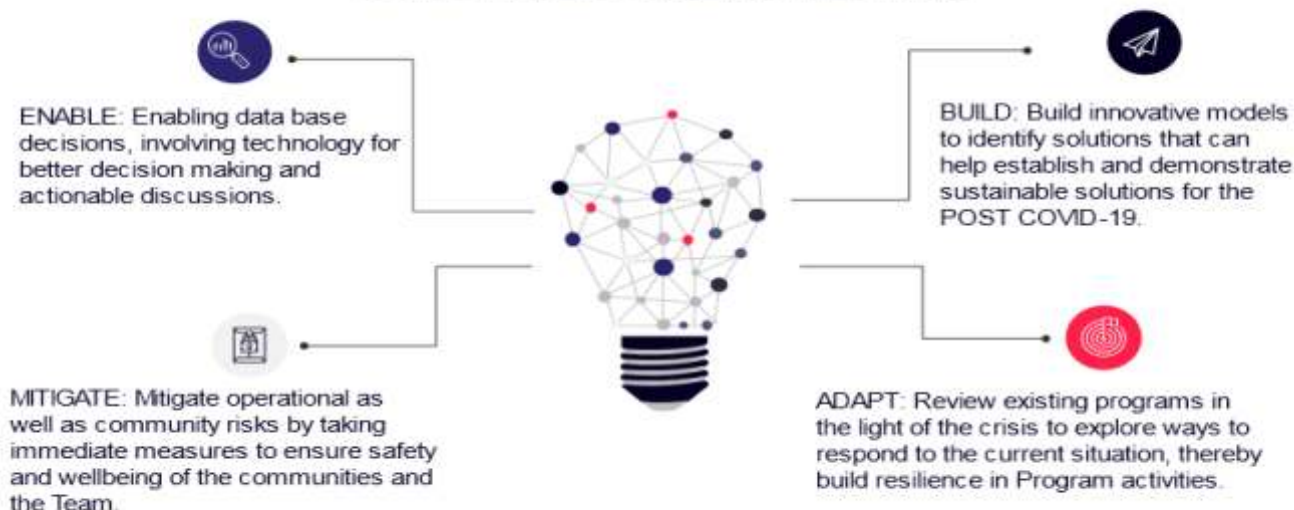 ENABLE: Enabling data base
decisions, involving technology for
better decision making and
actionable discussions.
BUILD: Build innovative models
to identify solutions that can
help establish and demonstrate
sustainable solutions for the
POST COVID-19.
MITIGATE: Mitigate operational as
well as community risks by taking
immediate measures to ensure safety
and wellbeing of the communities and
the Team.
ADAPT: Review existing programs in
the light of the crisis to explore ways to
respond to the current situation, thereby
build resilience in Program activities.